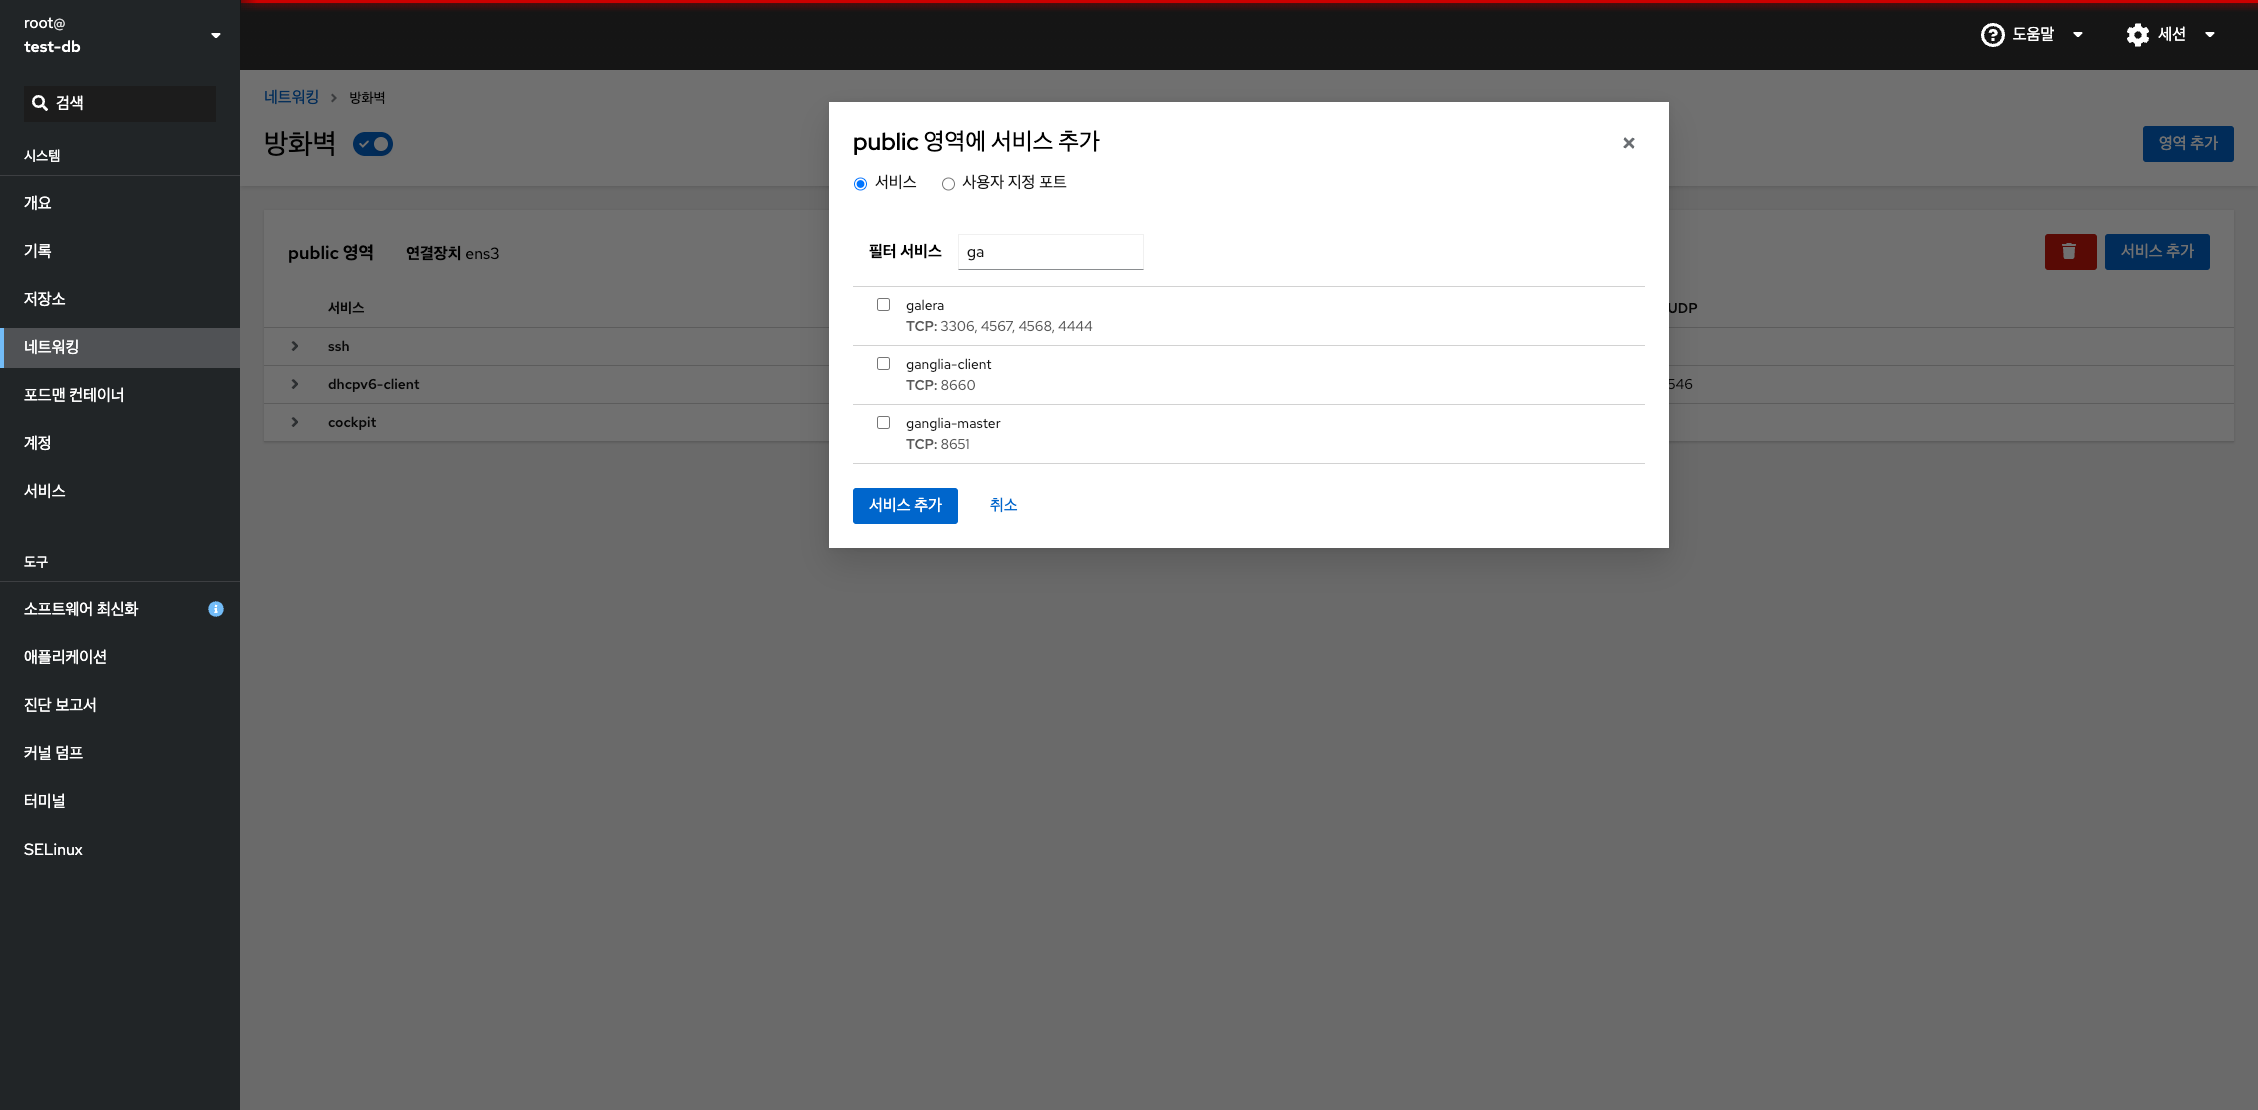 root@
test-db
검색
시스템
개요
기록
저장소
네트워킹
포드맨 컨테이너
계정
서비스
도구
소프트웨어 최신화
애플리케이션
진단 보고서
커널 덤프
터미널
SELinux
도움말
세션
네트워킹 > 방화벽
방화벽
영역 추가
public 영역 연결장치 ens3
서비스 추가
서비스
UDP
ssh
dhcpv6-client
546
cockpit
public 영역에 서비스 추가
서비스 사용자 지정 포트
필터 서비스 ga
galera
TCP: 3306, 4567, 4568, 4444
ganglia-client
TCP: 8660
ganglia-master
TCP: 8651
서비스 추가 취소